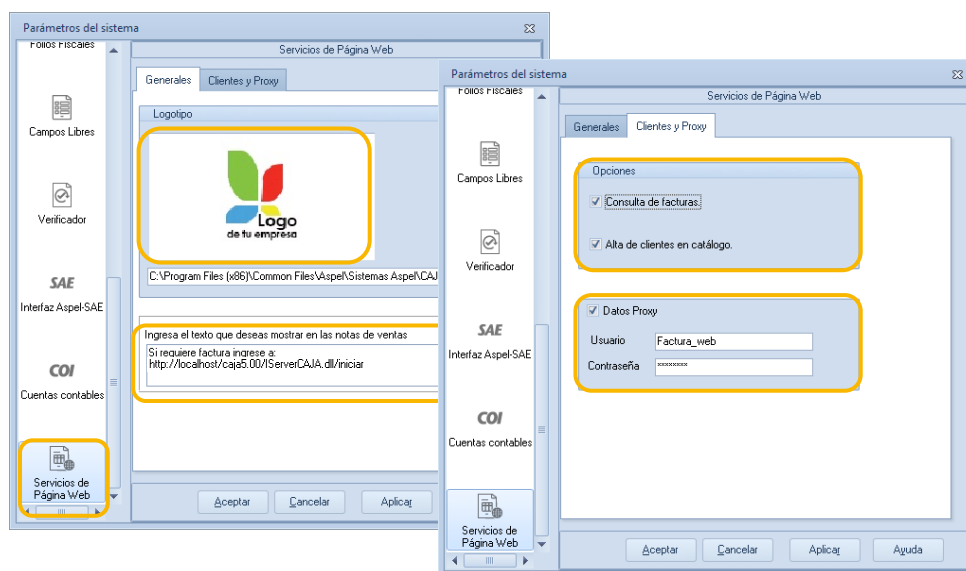 Parámetros del sistema
Folios Fiscales
Campos Libres
Verificador
SAE
Interfaz Aspel-SAE
COI
Cuentas contables
Servicios de
Página Web
Servicios de Página Web
Generales
Clientes y Proxy
Logotipo
Logo
de tu empresa
C:\Program Files (x86)\Common Files\Aspel\Sistemas Aspel\CAJ
Ingresa el texto que deseas mostrar en las notas de ventas
Si requiere factura ingrese a:
http://localhost/caja5.00/IServerCAJA.dll/iniciar
Aceptar
Cancelar
Aplicar
Parámetros del sistema
Folios Fiscales
Campos Libres
Verificador
SAE
Interfaz Aspel-SAE
COI
Cuentas contables
Servicios de
Página Web
Servicios de Página Web
Generales
Clientes y Proxy
Opciones
Consulta de facturas.
Alta de clientes en catálogo.
Datos Proxy
Usuario
Factura_web
Contraseña
××××××××
Aceptar
Cancelar
Aplicar
Ayuda